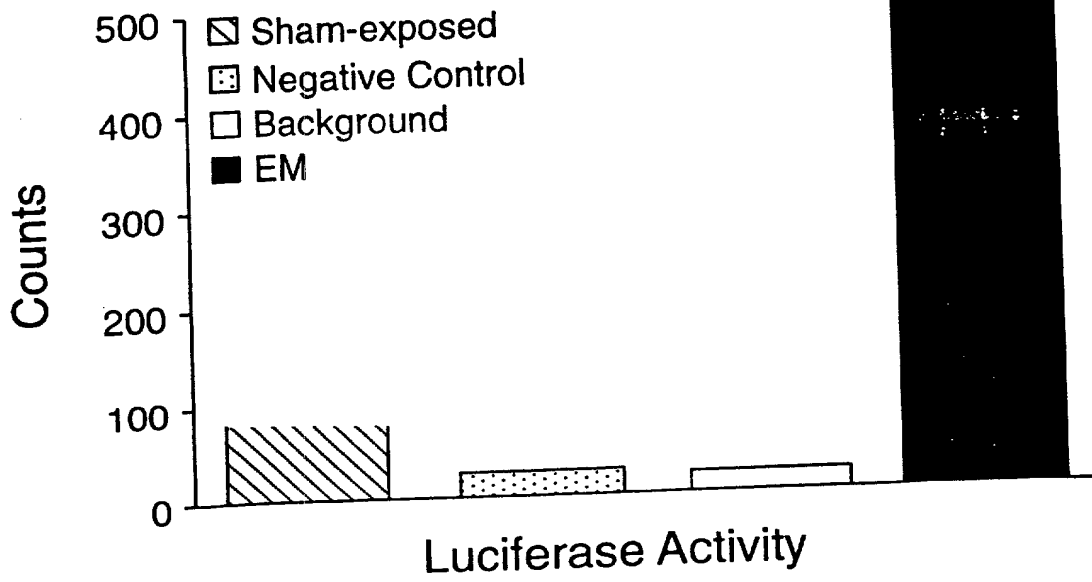 500
400
300
200
100
0
Counts
Sham-exposed
Negative Control
Background
EM
Luciferase Activity